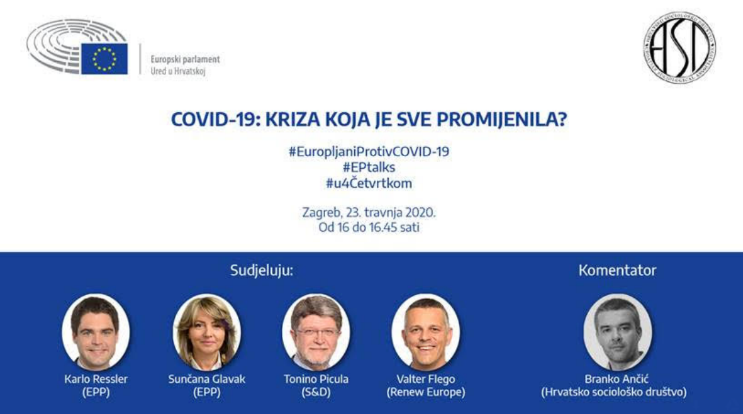 Europski parlament
Ured u Hrvatskoj
HSD
COVID-19: KRIZA KOJA JE SVE PROMIJENILA?
#EuropljaniProtivCOVID-19
#EPtalks
#u4Četvrtkom
Zagreb, 23. travnja 2020.
Od 16 do 16.45 sati
Sudjeluju:
Komentator
Karlo Ressler
(EPP)
Sunčana Glavak
(EPP)
Tonino Picula
(S&D)
Valter Flego
(Renew Europe)
Branko Ančić
(Hrvatsko sociološko društvo)